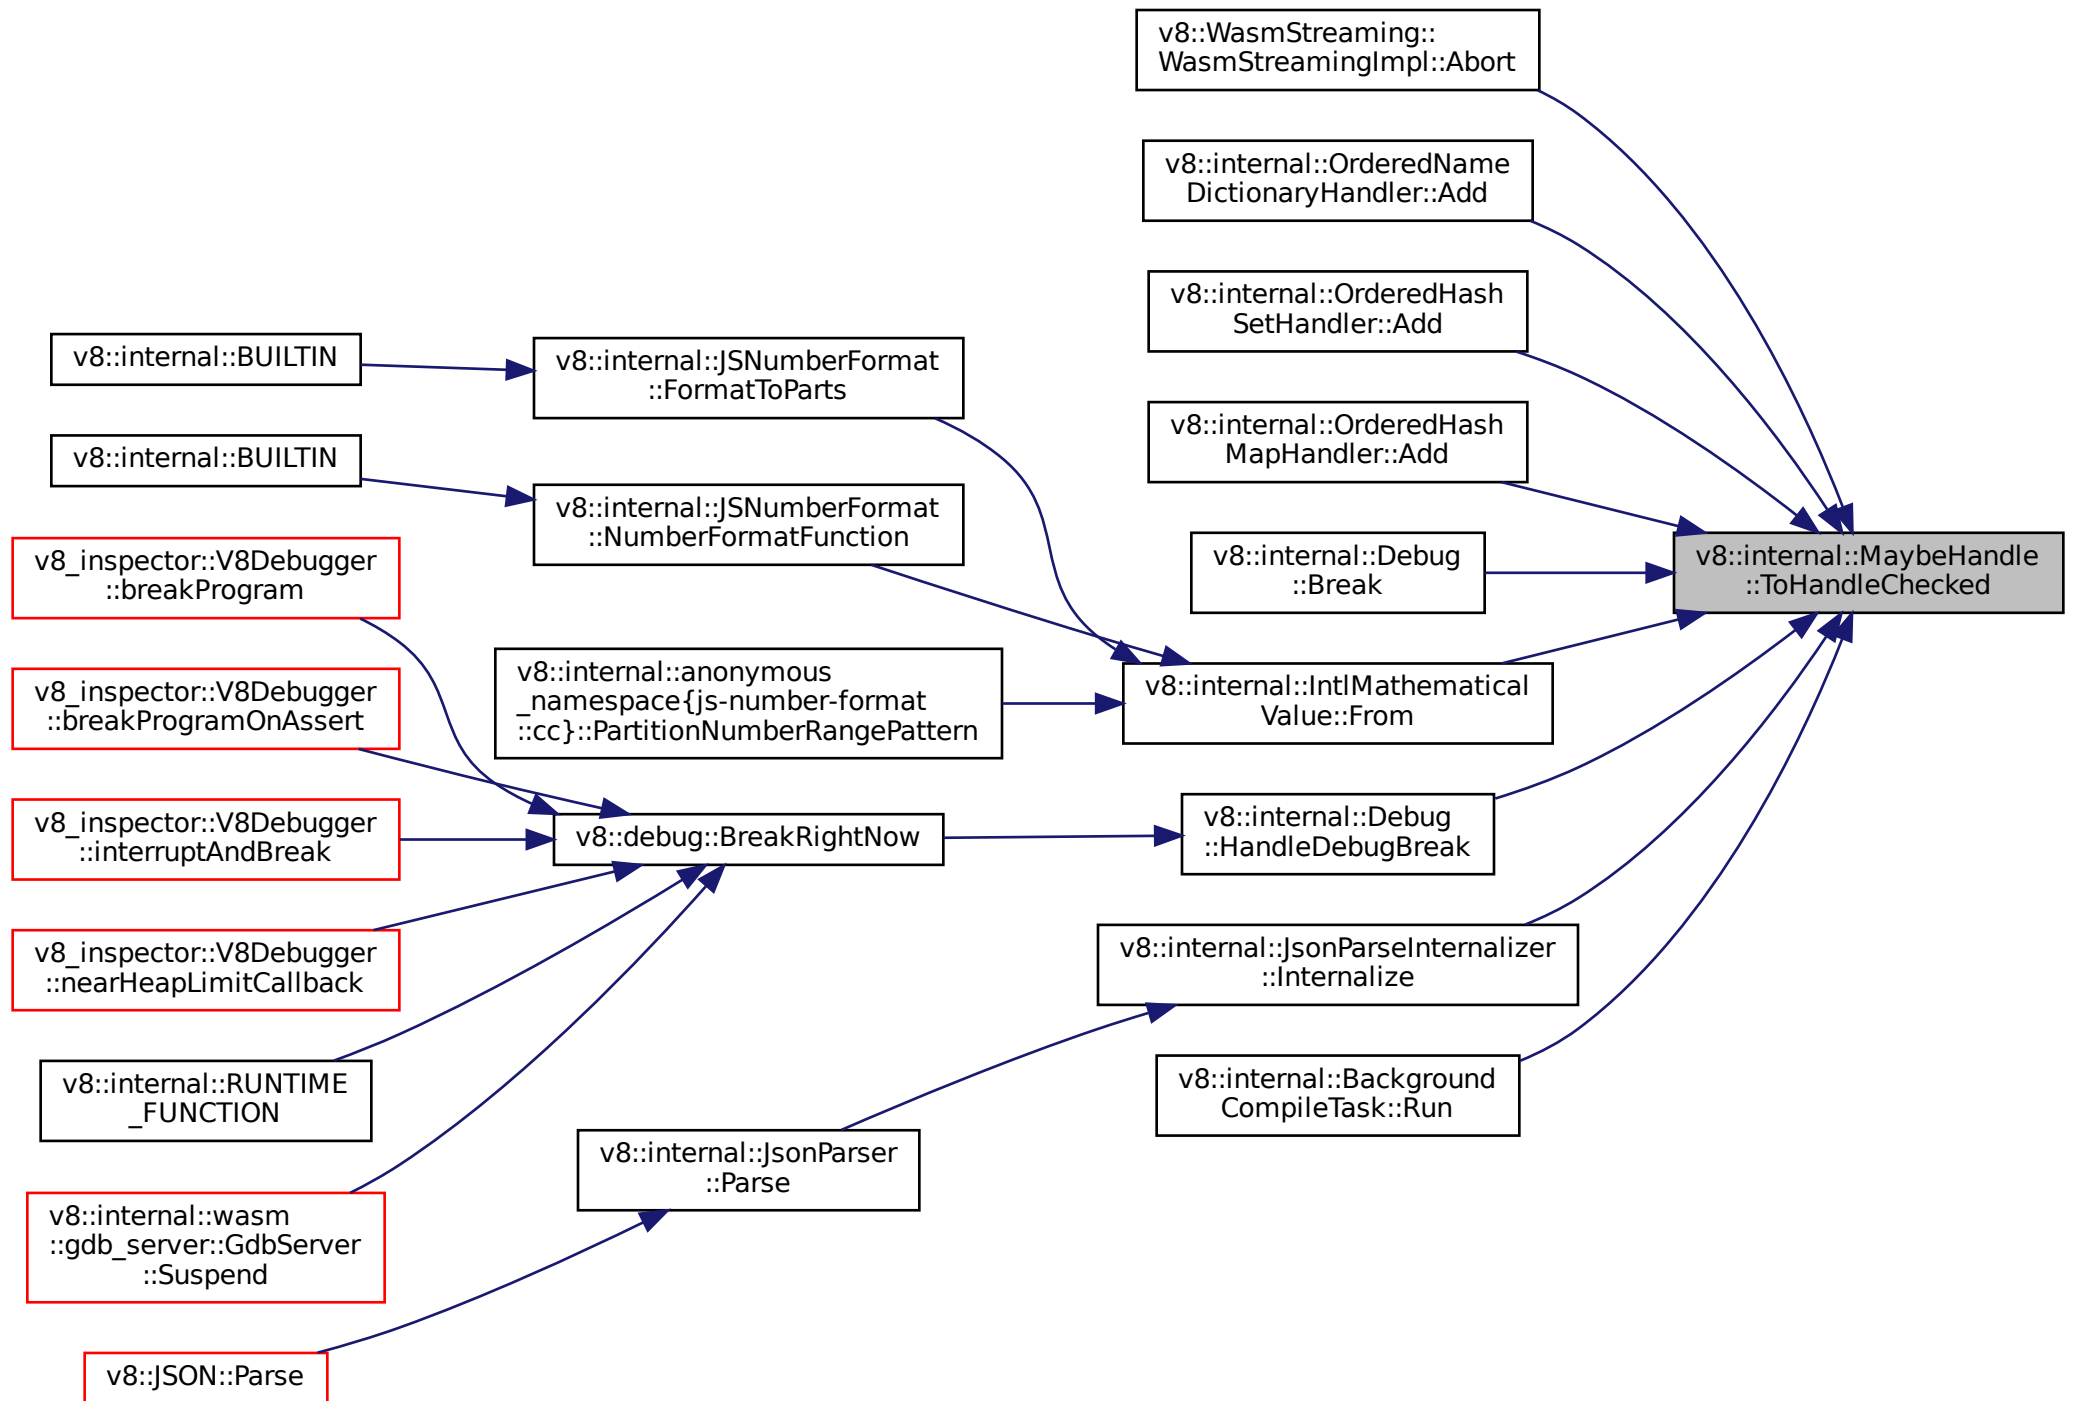 v8::WasmStreaming::
WasmStreamingImpl::Abort
v8::internal::OrderedName
DictionaryHandler::Add
v8::internal::OrderedHash
SetHandler::Add
v8::internal::OrderedHash
MapHandler::Add
v8::internal::Debug
::Break
v8::internal::MaybeHandle
::ToHandleChecked
v8::internal::IntlMathematical
Value::From
v8::internal::Debug
::HandleDebugBreak
v8::internal::JsonParseInternalizer
::Internalize
v8::internal::Background
CompileTask::Run
v8::internal::JSNumberFormat
::FormatToParts
v8::internal::JSNumberFormat
::NumberFormatFunction
v8::internal::anonymous
_namespace{js-number-format
::cc}::PartitionNumberRangePattern
v8::debug::BreakRightNow
v8::internal::JsonParser
::Parse
v8::internal::BUILTIN
v8::internal::BUILTIN
v8_inspector::V8Debugger
::breakProgram
v8_inspector::V8Debugger
::breakProgramOnAssert
v8_inspector::V8Debugger
::interruptAndBreak
v8_inspector::V8Debugger
::nearHeapLimitCallback
v8::internal::RUNTIME
_FUNCTION
v8::internal::wasm
::gdb_server::GdbServer
::Suspend
v8::JSON::Parse